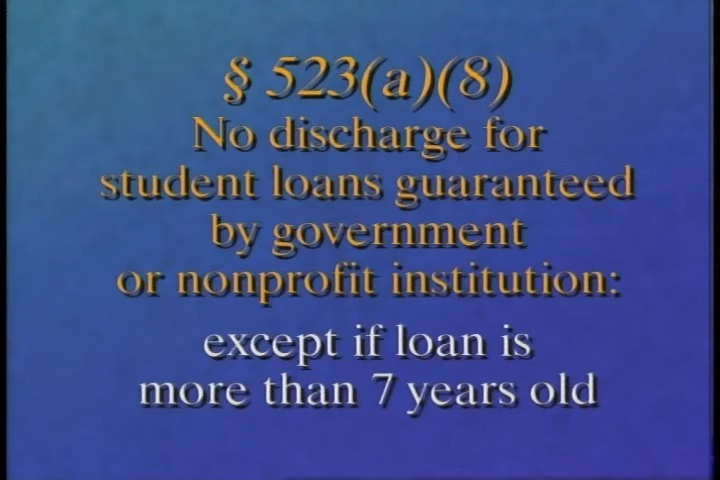 § 523(a)(8)
No discharge for
student loans guaranteed
by government
or nonprofit institution:
except if loan is
more than 7 years old